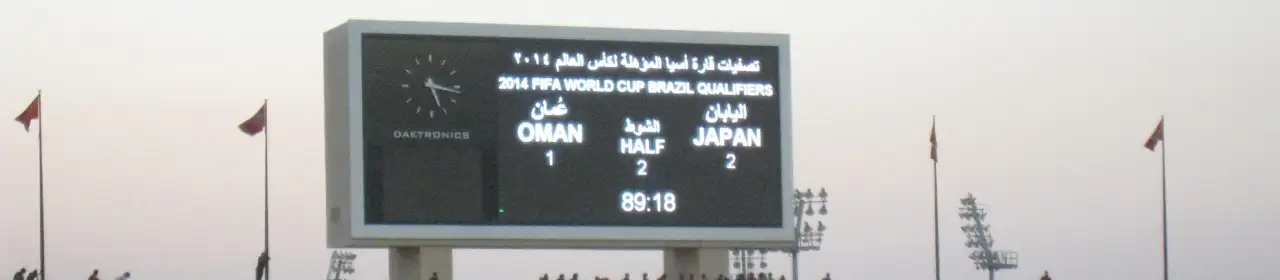 تصفيات قارة أسيا المؤهلة لكأس العالم ٢٠١٤
2014 FIFA WORLD CUP BRAZIL QUALIFIERS
عُمان
OMAN
1
الشوط
HALF
2
اليابان
JAPAN
2
89:18
DAKTRONICS